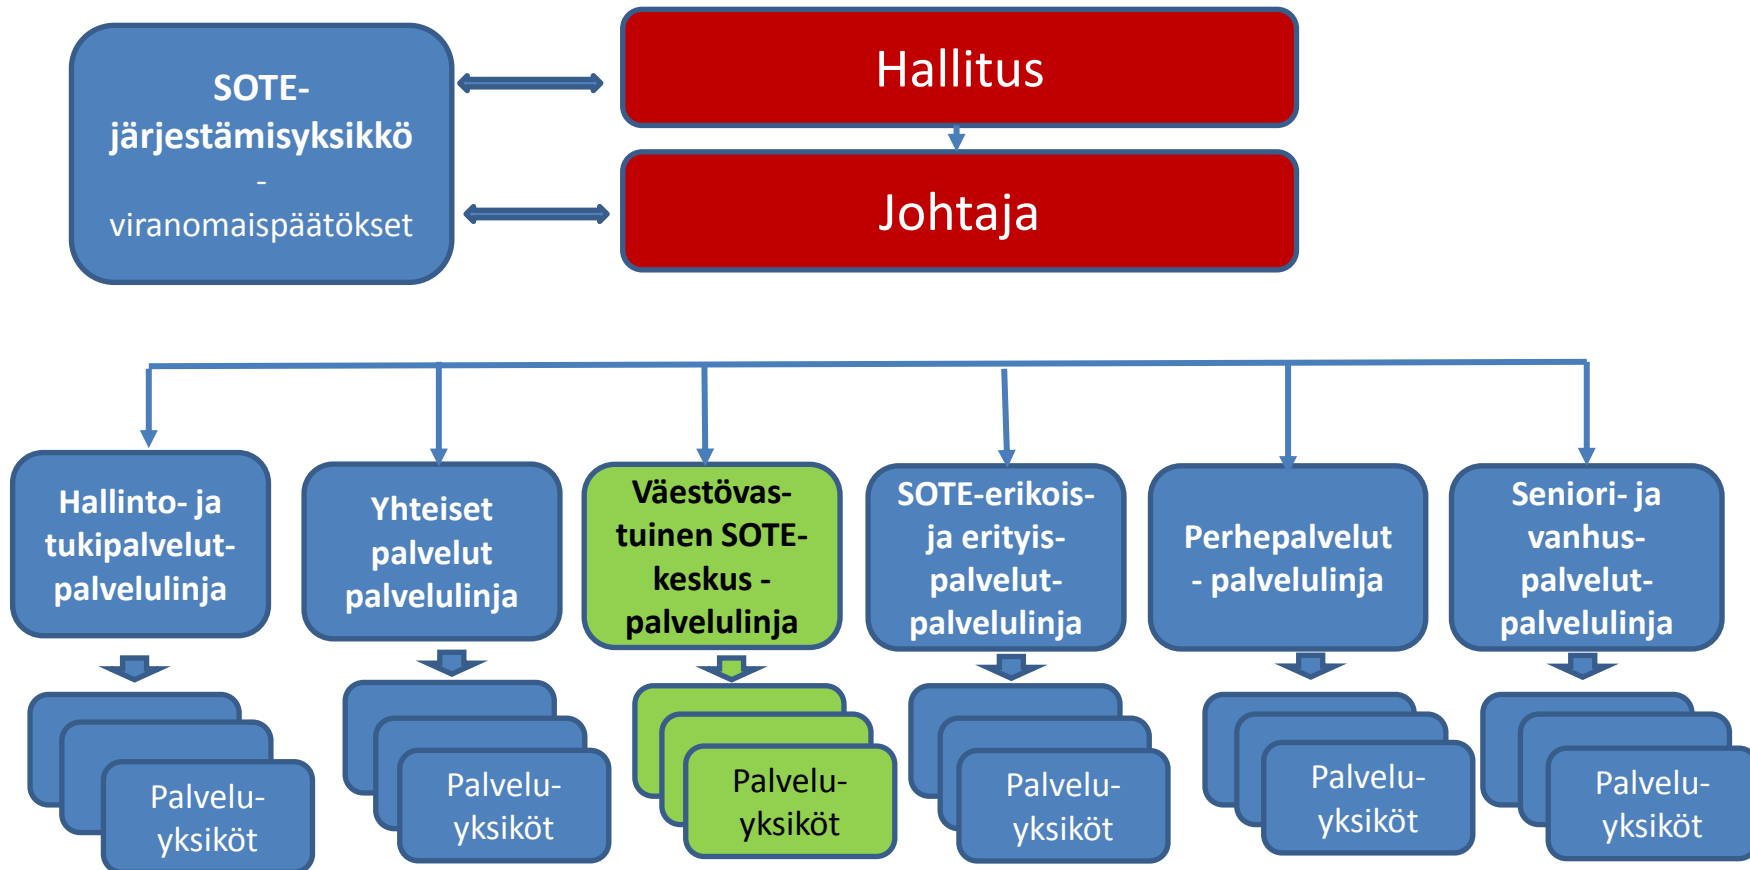 SOTE-
järjestämisyksikkö
-
viranomaispäätökset
Hallitus
Johtaja
Hallinto- ja
tukipalvelut-
palvelulinja
Yhteiset
palvelut
palvelulinja
Väestövas-
tuinen SOTE-
keskus -
palvelulinja
SOTE-erikois-
ja erityis-
palvelut-
palvelulinja
Perhepalvelut
- palvelulinja
Seniori- ja
vanhus-
palvelut-
palvelulinja
Palvelu-
yksiköt
Palvelu-
yksiköt
Palvelu-
yksiköt
Palvelu-
yksiköt
Palvelu-
yksiköt
Palvelu-
yksiköt